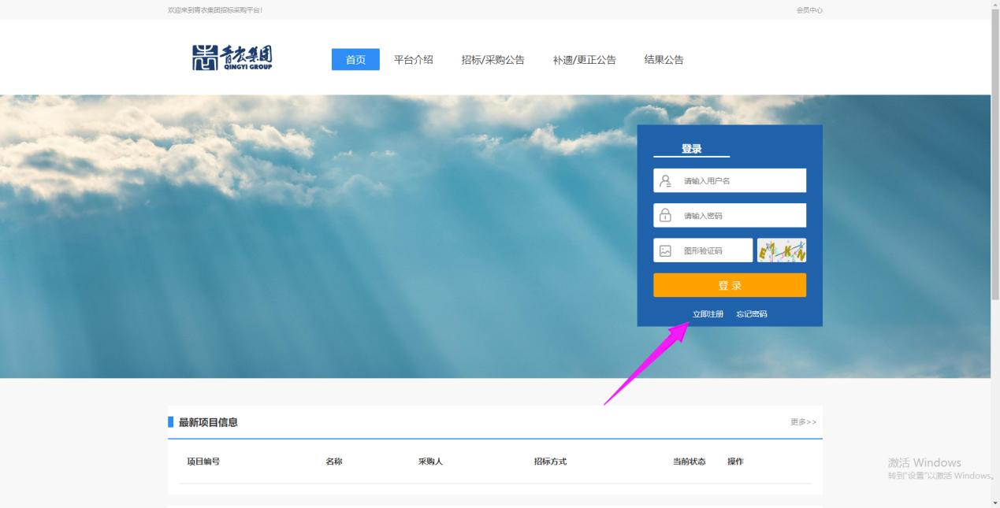 欢迎来到青衣集团招标采购平台!
会员中心
青衣集团
QINGYI GROUP
首页 平台介绍 招标/采购公告 补遗/更正公告 结果公告
登录
请输入用户名
请输入密码
图形验证码
登 录
立即注册 忘记密码
最新项目信息 更多>>
项目编号 名称 采购人 招标方式 当前状态 操作
激活 Windows
转到"设置"以激活 Windows。